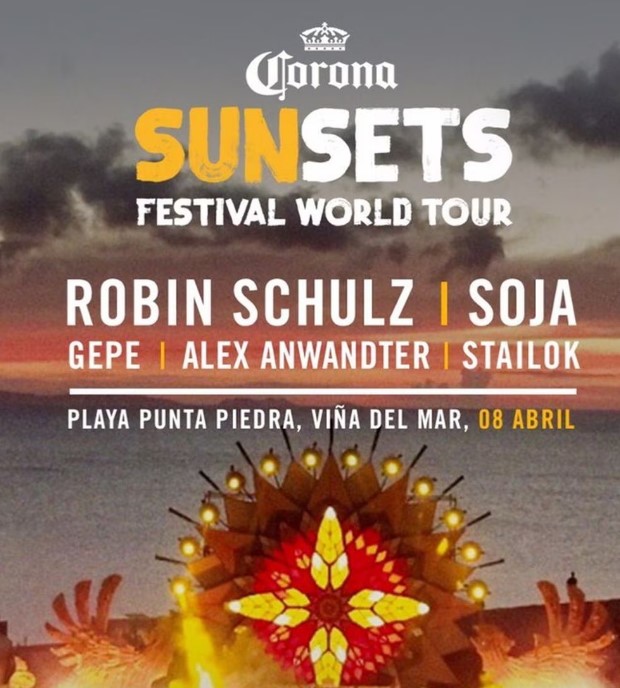 Corona
SUNSETS
FESTIVAL WORLD TOUR
ROBIN SCHULZ | SOJA
GEPE | ALEX ANWANDTER | STAILOK
PLAYA PUNTA PIEDRA, VIÑA DEL MAR, 08 ABRIL